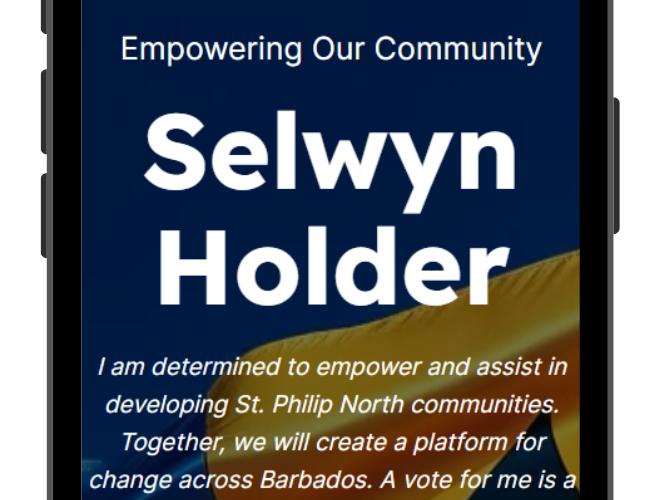 Empowering Our Community
Selwyn
Holder
I am determined to empower and assist in
developing St. Philip North communities.
Together, we will create a platform for
change across Barbados. A vote for me is a